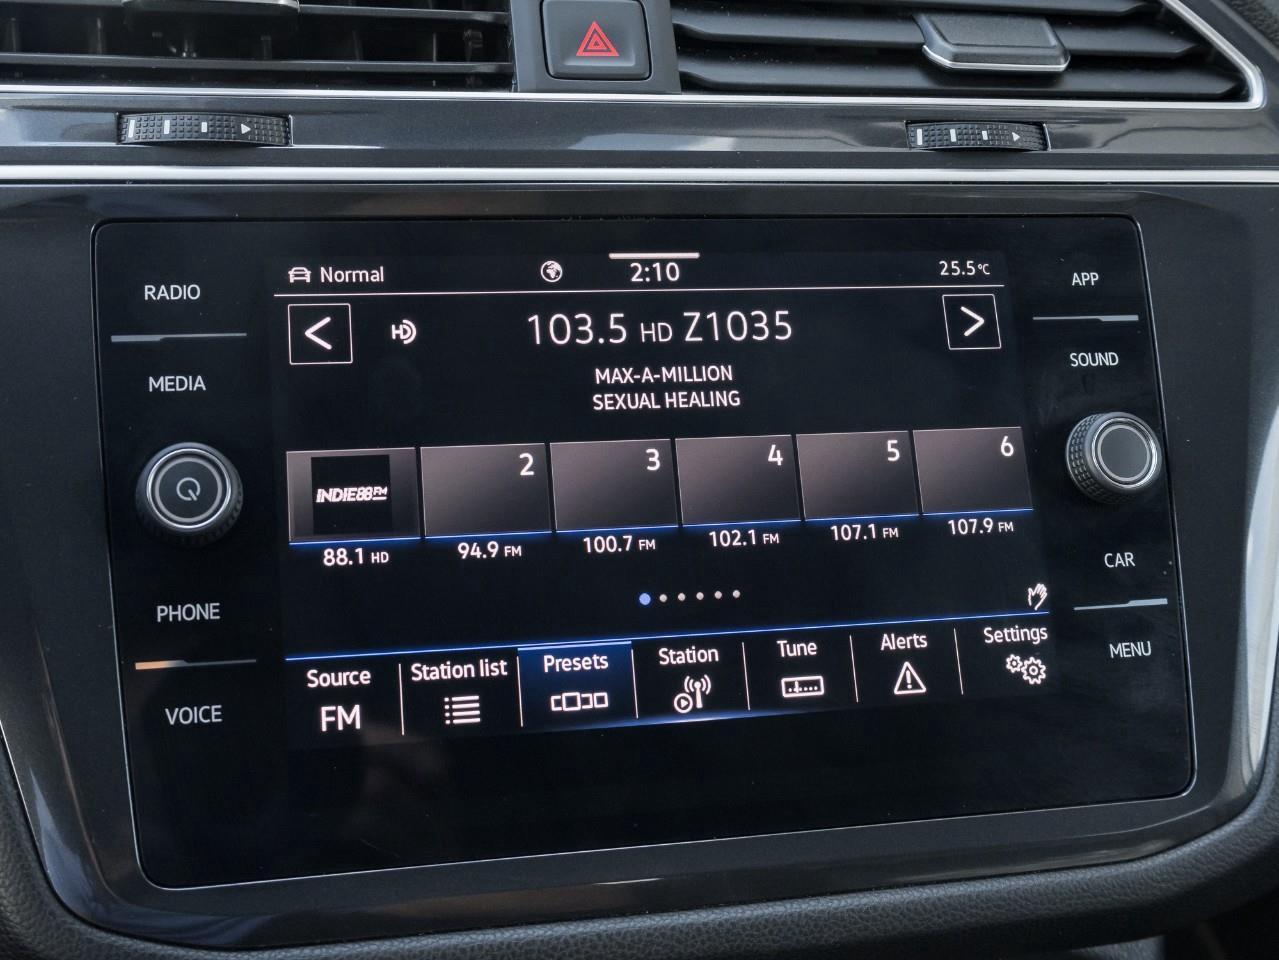 Normal
2:10
25.5°C
RADIO
MEDIA
PHONE
VOICE
APP
SOUND
CAR
MENU
<
HD
103.5 HD Z1035
>
MAX-A-MILLION
SEXUAL HEALING
INDIE88FM
2
3
4
5
6
88.1 HD
94.9 FM
100.7 FM
102.1 FM
107.1 FM
107.9 FM
Source
FM
Station list
Presets
Station
Tune
Alerts
Settings